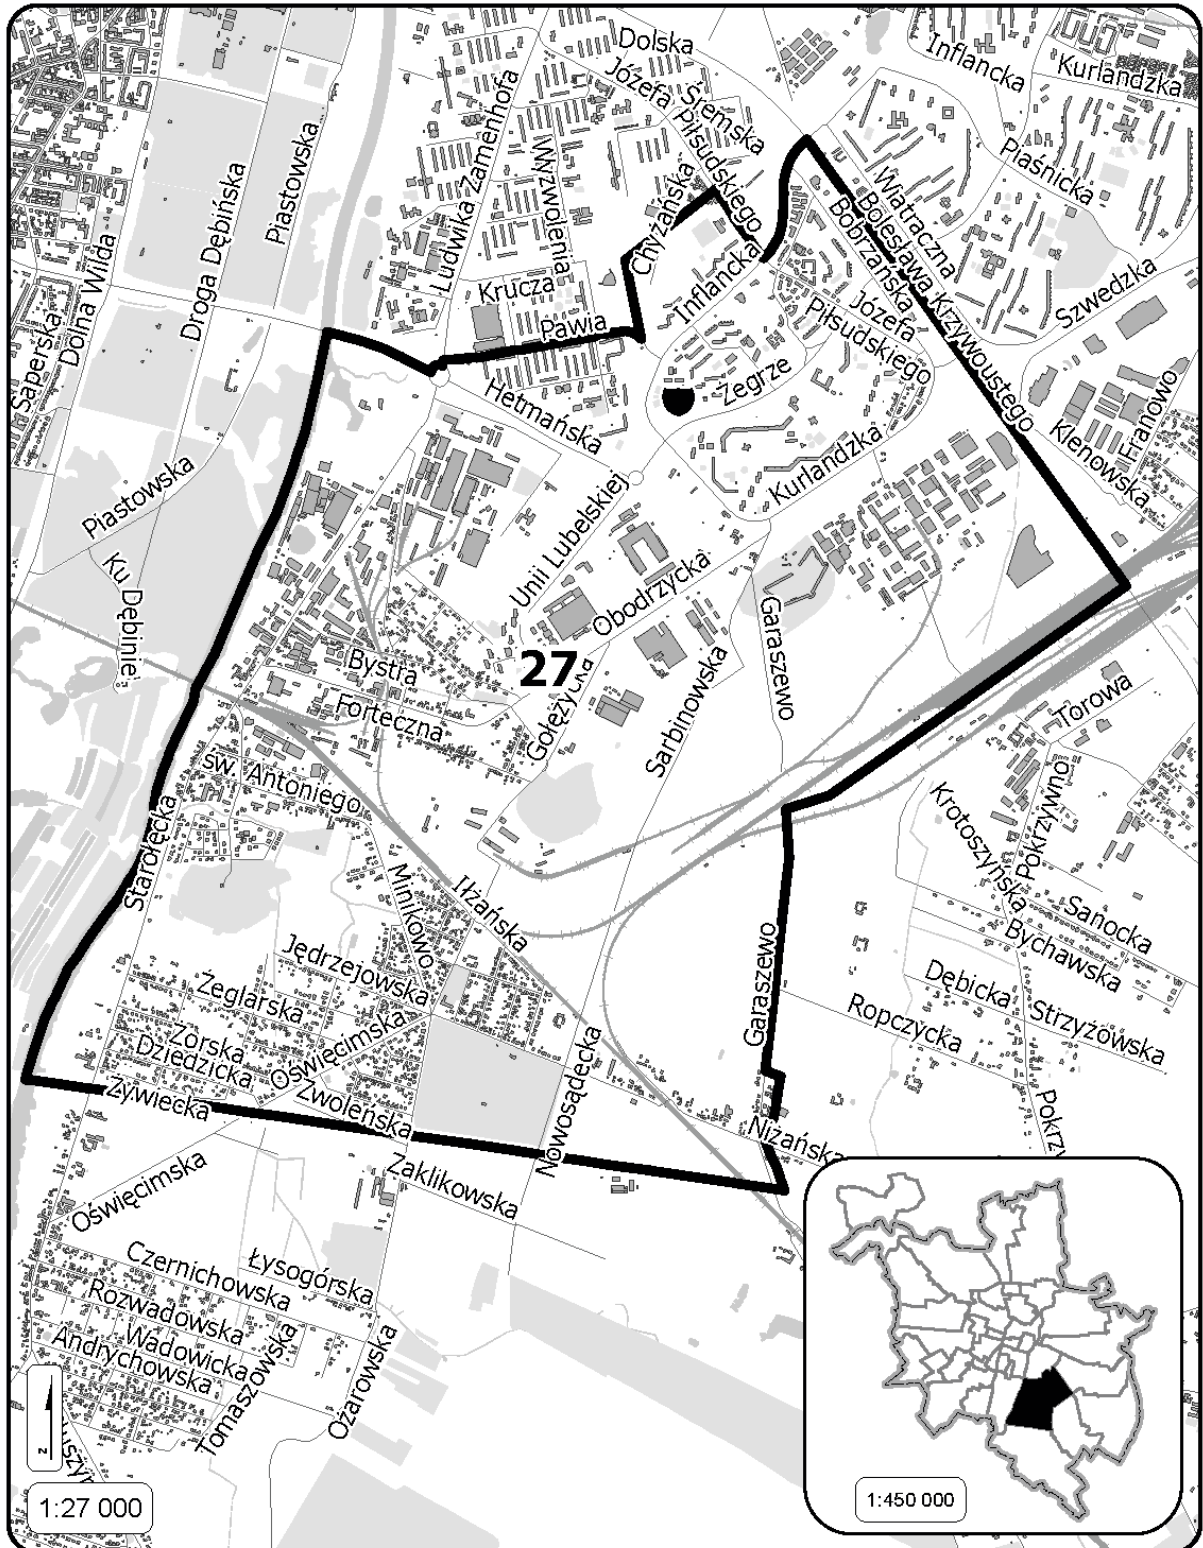 Dolska
Inflancka
Kurlandzka
Józefa
Piłsudskiego
Śremska
Ludwika Zamenhofa
Wyzwolenia
Piastowska
Droga Dębińska
Dolna Wilda
Saperska
Piaśnicka
Wiatraczna
Bolesława Krzywoustego
Bobrzańska
Chyżańska
Krucza
Pawia
Inflancka
Józefa
Piłsudskiego
Szwedzka
Żegrze
Hetmańska
Kurlandzka
Franowo
Klenowska
Piastowska
Ku Dębinie
Unii Lubelskiej
Obodrzycka
Garaszewo
27
Bystra
Forteczna
Gołężycka
Sarbinowska
Torowa
św. Antoniego
Starołęcka
Minikowo
Iłżańska
Krotoszyńska
Pokrzywno
Sanocka
Bychawska
Jędrzejowska
Żeglarska
Garaszewo
Dębicka
Strzyżowska
Ropczycka
Żorska
Dziedzicka
Oświęcimska
Żywiecka
Zwoleńska
Nowosądecka
Niżańska
Pokrzy
Zaklikowska
Oświęcimska
Łysogórska
Czernichowska
Rozwadowska
Wadowicka
Andrychowska
Tomaszowska
Ożarowska
z
1:27 000
1:450 000